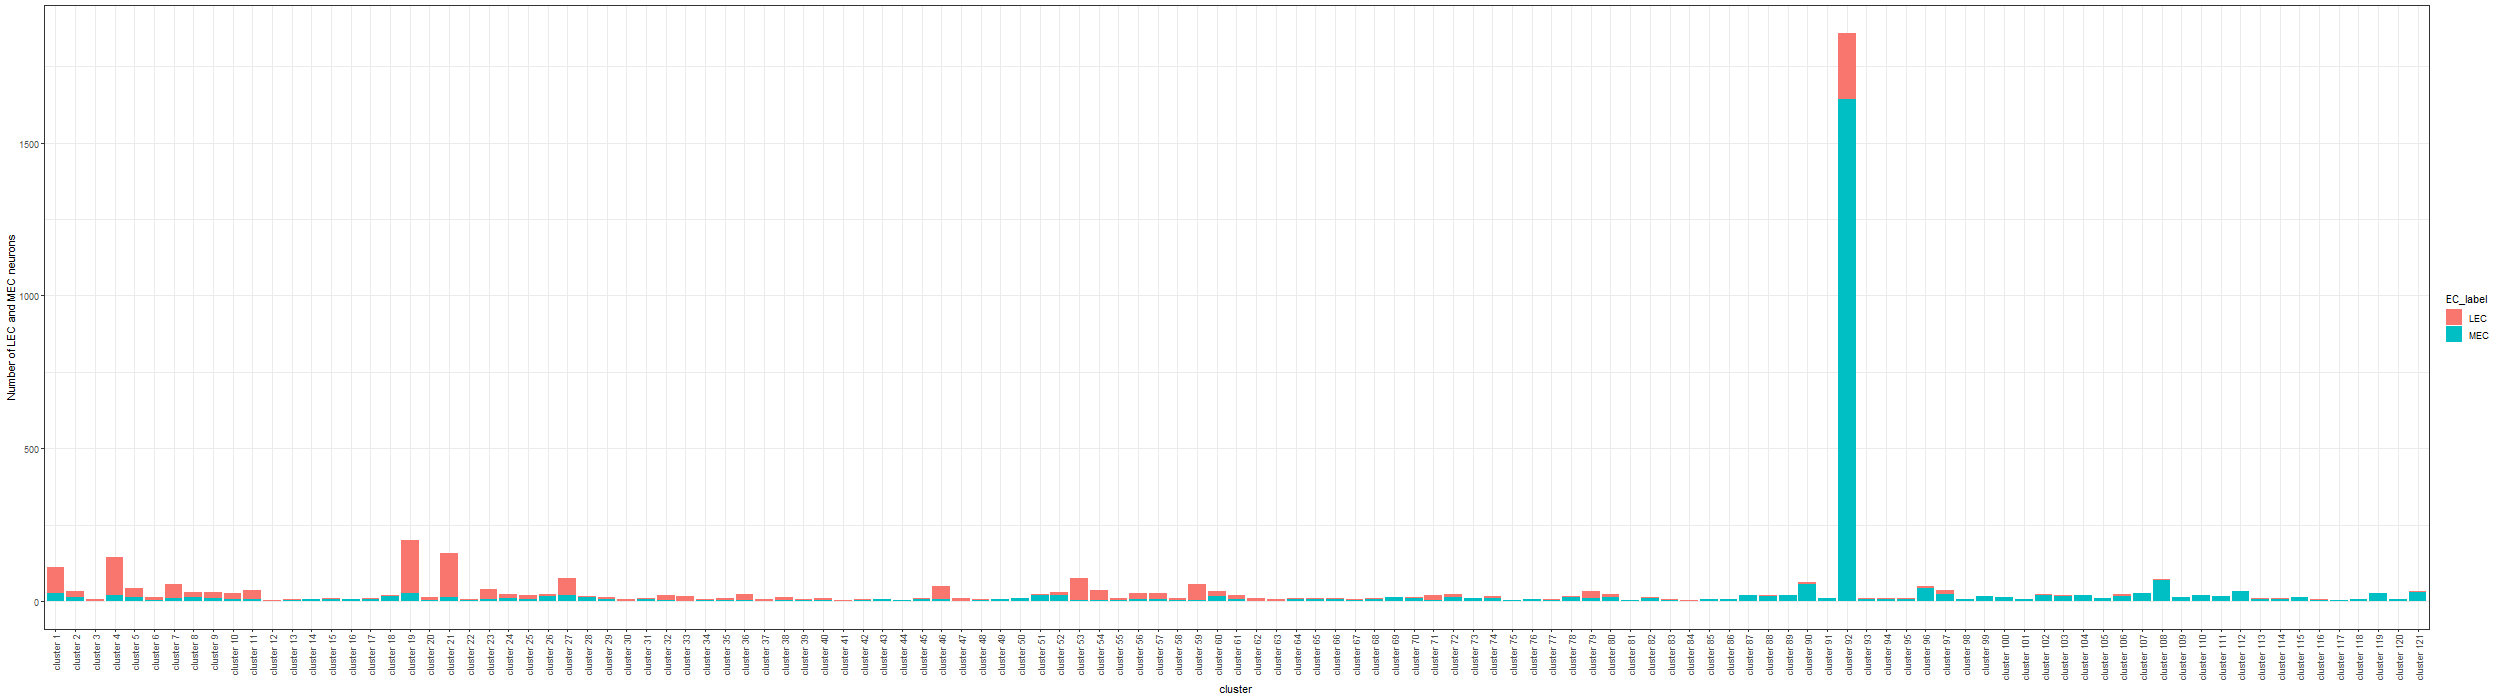 Number of LEC and MEC neurons
1500
1000
500
0
cluster 1
cluster 2
cluster 3
cluster 4
cluster 5
cluster 6
cluster 7
cluster 8
cluster 9
cluster 10
cluster 11
cluster 12
cluster 13
cluster 14
cluster 15
cluster 16
cluster 17
cluster 18
cluster 19
cluster 20
cluster 21
cluster 22
cluster 23
cluster 24
cluster 25
cluster 26
cluster 27
cluster 28
cluster 29
cluster 30
cluster 31
cluster 32
cluster 33
cluster 34
cluster 35
cluster 36
cluster 37
cluster 38
cluster 39
cluster 40
cluster 41
cluster 42
cluster 43
cluster 44
cluster 45
cluster 46
cluster 47
cluster 48
cluster 49
cluster 50
cluster 51
cluster 52
cluster 53
cluster 54
cluster 55
cluster 56
cluster 57
cluster 58
cluster 59
cluster 60
cluster 61
cluster 62
cluster 63
cluster 64
cluster 65
cluster 66
cluster 67
cluster 68
cluster 69
cluster 70
cluster 71
cluster 72
cluster 73
cluster 74
cluster 75
cluster 76
cluster 77
cluster 78
cluster 79
cluster 80
cluster 81
cluster 82
cluster 83
cluster 84
cluster 85
cluster 86
cluster 87
cluster 88
cluster 89
cluster 90
cluster 91
cluster 92
cluster 93
cluster 94
cluster 95
cluster 96
cluster 97
cluster 98
cluster 99
cluster 100
cluster 101
cluster 102
cluster 103
cluster 104
cluster 105
cluster 106
cluster 107
cluster 108
cluster 109
cluster 110
cluster 111
cluster 112
cluster 113
cluster 114
cluster 115
cluster 116
cluster 117
cluster 118
cluster 119
cluster 120
cluster 121
cluster
EC_label
LEC
MEC